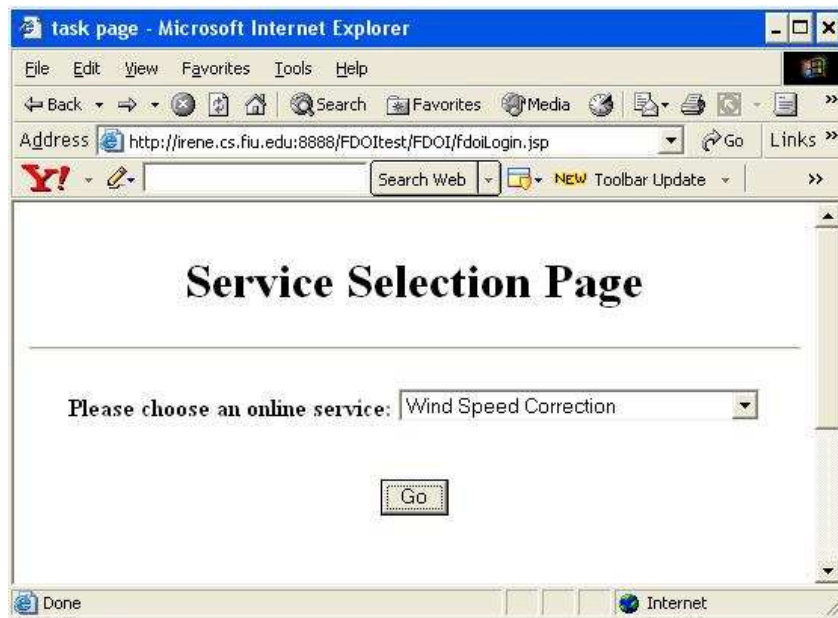 task page - Microsoft Internet Explorer
File Edit View Favorites Tools Help
Back Search Favorites Media »
Address http://irene.cs.fiu.edu:8888/FDOItest/FDOI/fdoiLogin.jsp Go Links »
Y! Search Web NEW Toolbar Update »
Service Selection Page
Please choose an online service: Wind Speed Correction
Go
Done Internet